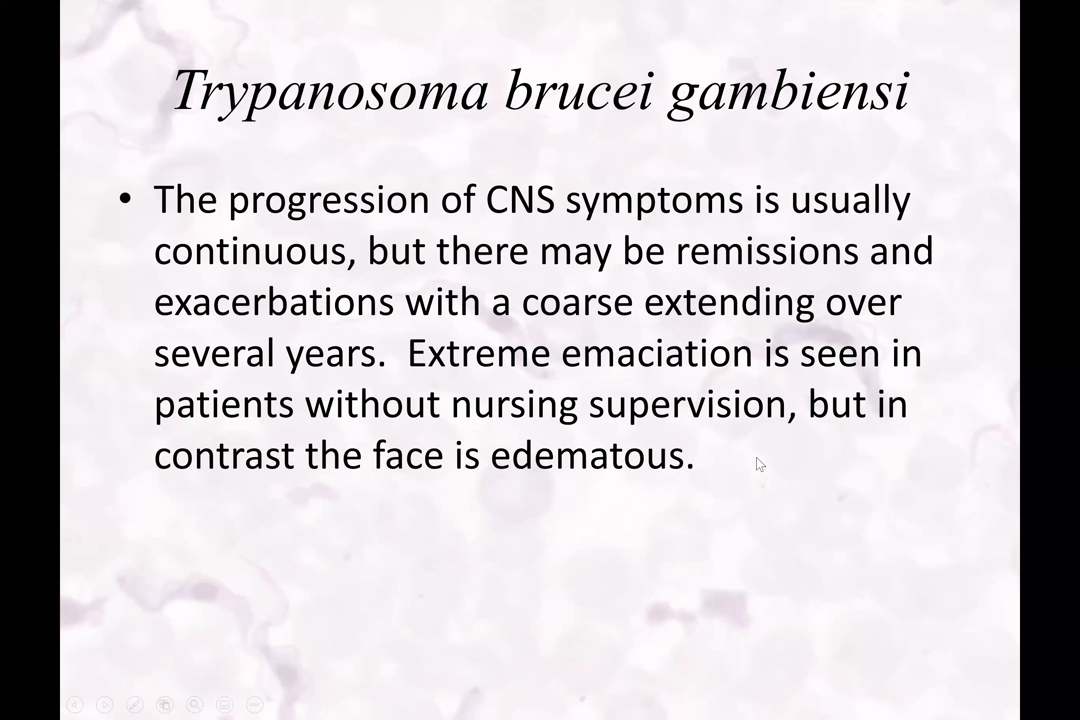 Trypanosoma brucei gambiensi
• The progression of CNS symptoms is usually
continuous, but there may be remissions and
exacerbations with a coarse extending over
several years.  Extreme emaciation is seen in
patients without nursing supervision, but in
contrast the face is edematous.